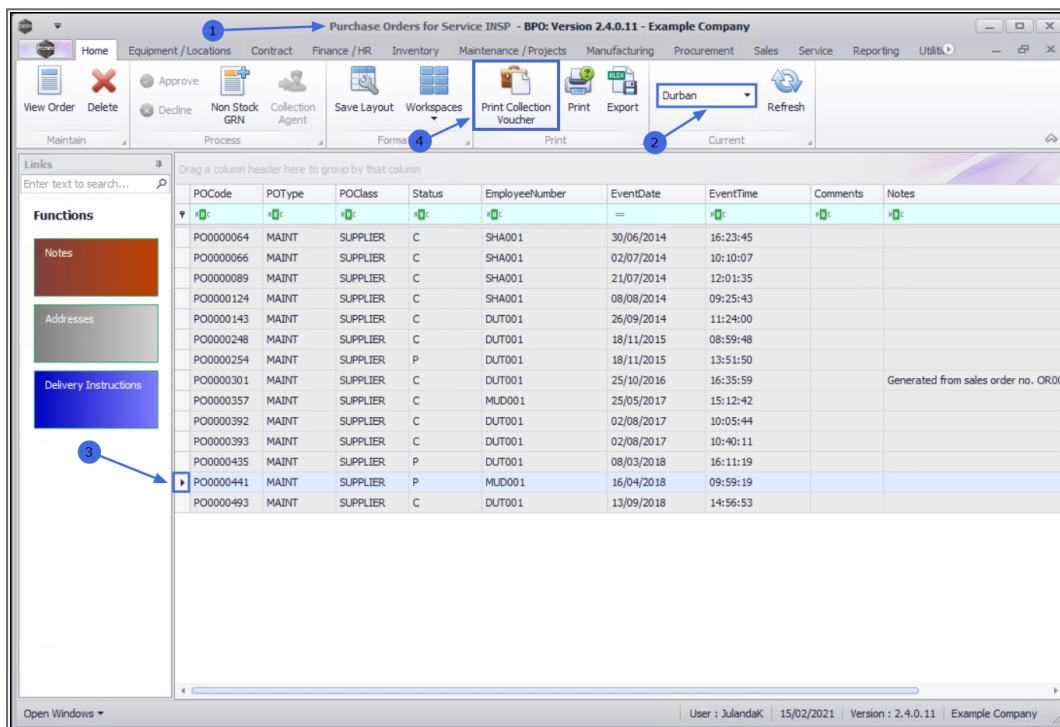 1
Purchase Orders for Service INSP - BPO: Version 2.4.0.11 - Example Company
Home Equipment / Locations Contract Finance / HR Inventory Maintenance / Projects Manufacturing Procurement Sales Service Reporting
View Order
Delete
Approve
Decline
Non Stock GRN
Collection Agent
Save Layout
Workspaces
Print Collection Voucher
Print
Export
Durban
Refresh
Maintain
Process
4
Print
2
Current
Links
Enter text to search...
Functions
Notes
Addresses
Delivery Instructions
3
Drag a column header here to group by that column
POCode POType POClass Status EmployeeNumber EventDate EventTime Comments Notes
PO0000064 MAINT SUPPLIER C SHA001 30/06/2014 16:23:45
PO0000066 MAINT SUPPLIER C SHA001 02/07/2014 10:10:07
PO0000089 MAINT SUPPLIER C SHA001 21/07/2014 12:01:35
PO0000124 MAINT SUPPLIER C SHA001 08/08/2014 09:25:43
PO0000143 MAINT SUPPLIER C DUT001 26/09/2014 11:24:00
PO0000248 MAINT SUPPLIER C DUT001 18/11/2015 08:59:48
PO0000254 MAINT SUPPLIER P DUT001 18/11/2015 13:51:50
PO0000301 MAINT SUPPLIER C DUT001 25/10/2016 16:35:59 Generated from sales order no.
PO0000357 MAINT SUPPLIER C MUD001 25/05/2017 15:12:42
PO0000392 MAINT SUPPLIER C DUT001 02/08/2017 10:05:44
PO0000393 MAINT SUPPLIER C DUT001 02/08/2017 10:40:11
PO0000435 MAINT SUPPLIER P DUT001 08/03/2018 16:11:19
PO0000441 MAINT SUPPLIER P MUD001 16/04/2018 09:59:19
PO0000493 MAINT SUPPLIER C DUT001 13/09/2018 14:56:53
Open Windows
User : JulandaK 15/02/2021 Version : 2.4.0.11 Example Company